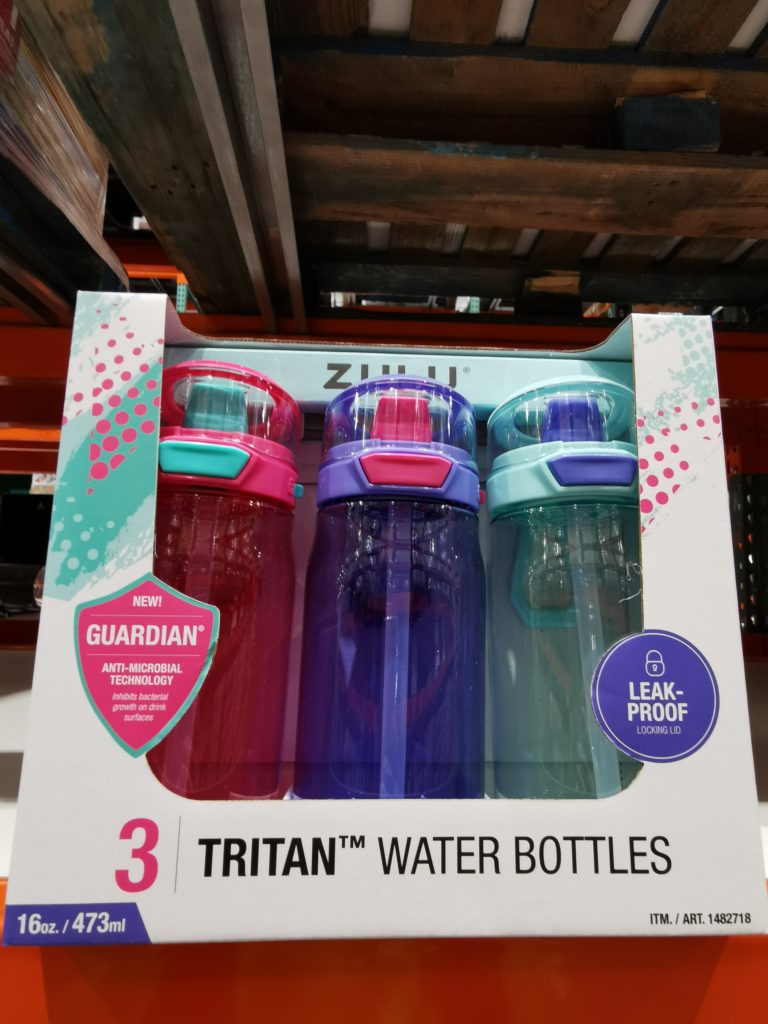 ZULU®
NEW!
GUARDIAN®
ANTI-MICROBIAL
TECHNOLOGY
Inhibits bacterial
growth on drink
surfaces
LEAK-
PROOF
LOCKING LID
3 TRITAN™ WATER BOTTLES
16oz. / 473ml
ITM. / ART. 1482718